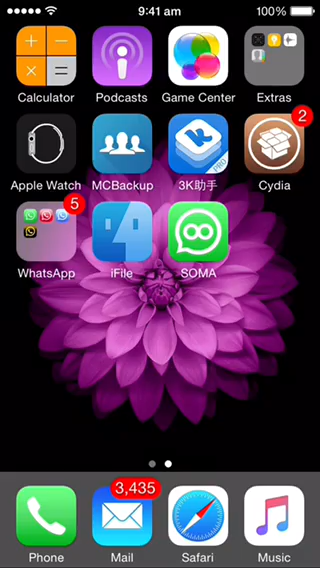 9:41 am 100%
Calculator Podcasts Game Center Extras
2
Apple Watch MCBackup 3K助手 Cydia
PRO
5
WhatsApp iFile SOMA
3,435
Phone Mail Safari Music